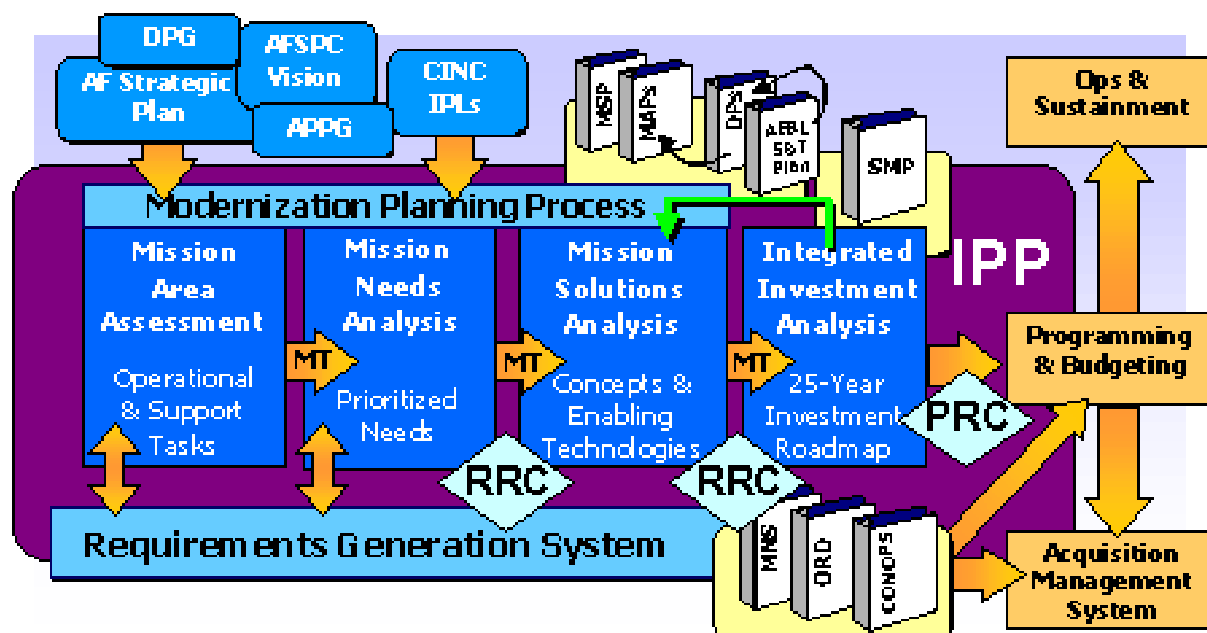 DPG
AF Strategic
Plan
AFSPC
Vision
APPG
CINC
IPLs
MSP
MAPs
DPs
AFRL
S&T
Plan
SMP
Ops &
Sustainment
Modernization Planning Process
IPP
Mission
Area
Assessment
Operational
& Support
Tasks
MT
Mission
Needs
Analysis
Prioritized
Needs
MT
Mission
Solutions
Analysis
Concepts &
Enabling
Technologies
MT
Integrated
Investment
Analysis
25-Year
Investment
Roadmap
Programming
& Budgeting
PRC
RRC
RRC
Requirements Generation System
MNS
ORD
CONOPS
Acquisition
Management
System